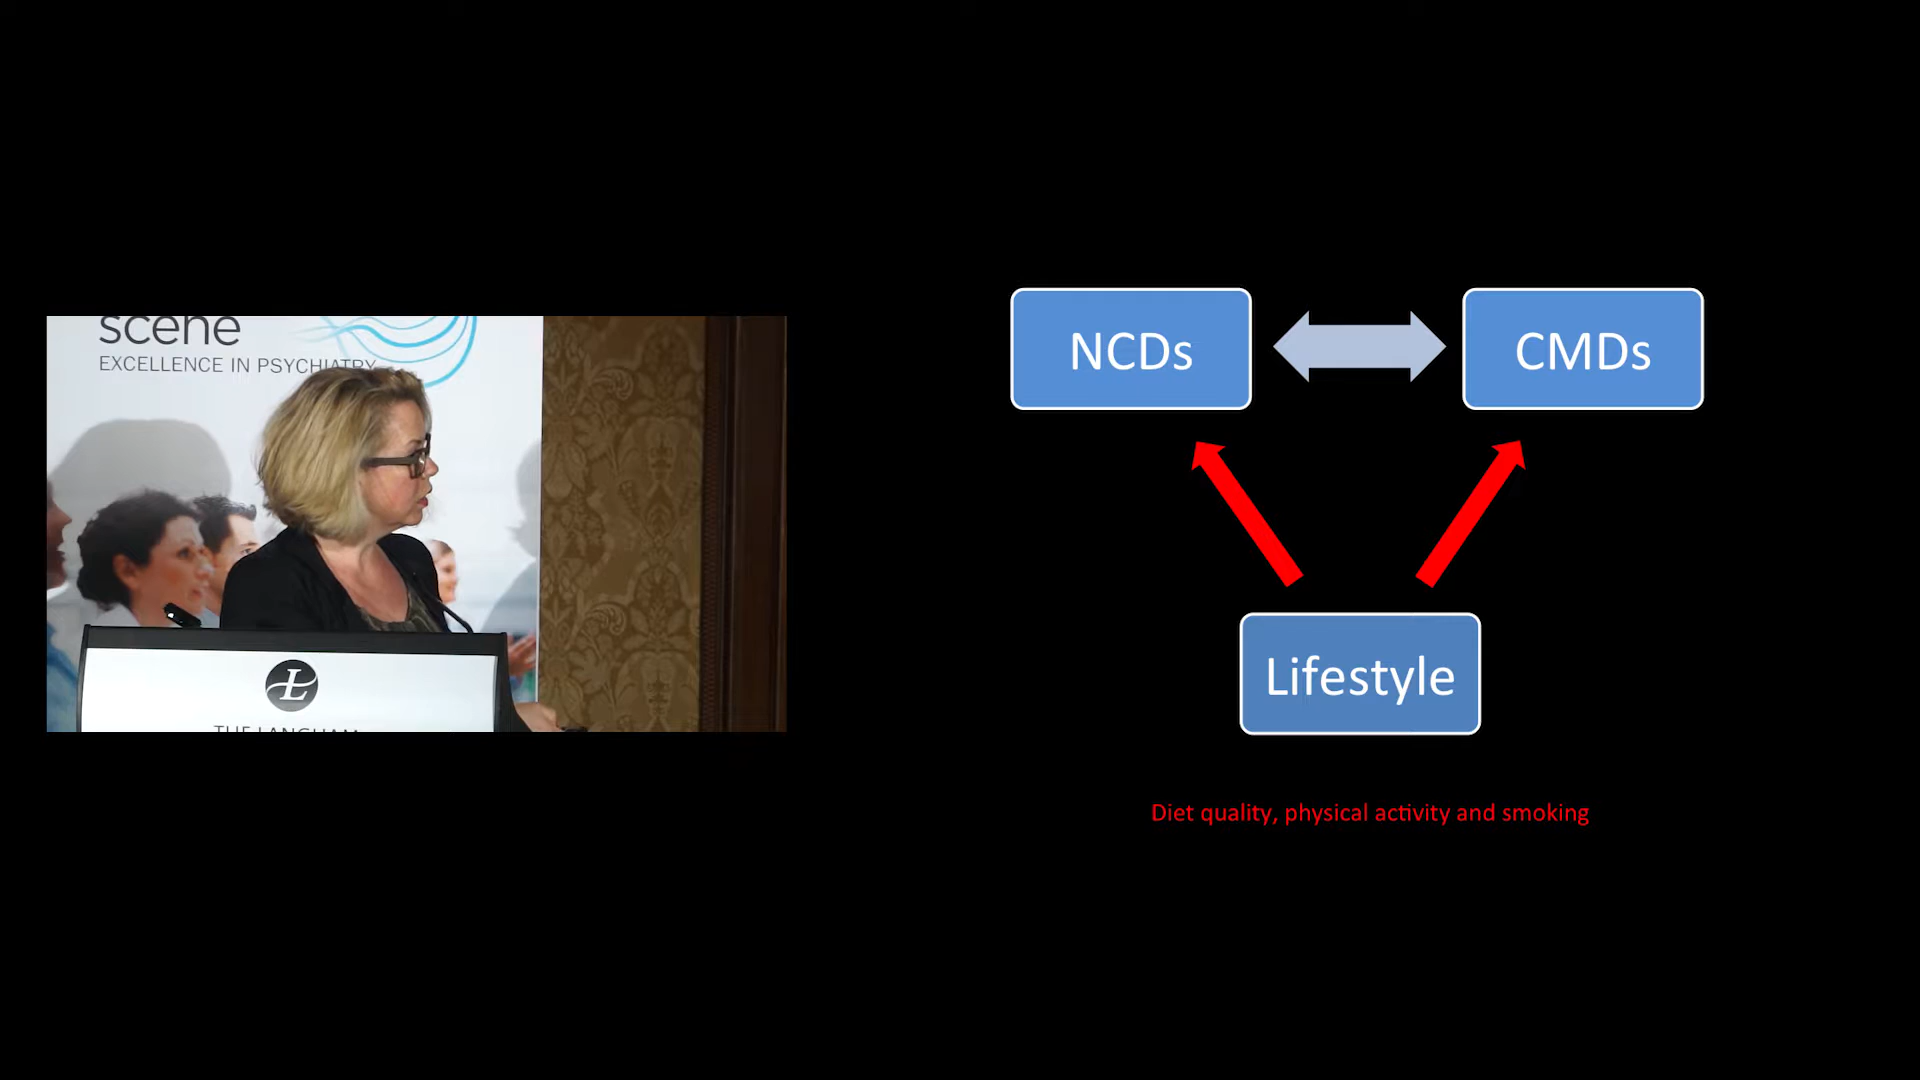 scene
EXCELLENCE IN PSYCHIATRY
Ł
THE LANGHAM
NCDs
CMDs
Lifestyle
Diet quality, physical activity and smoking